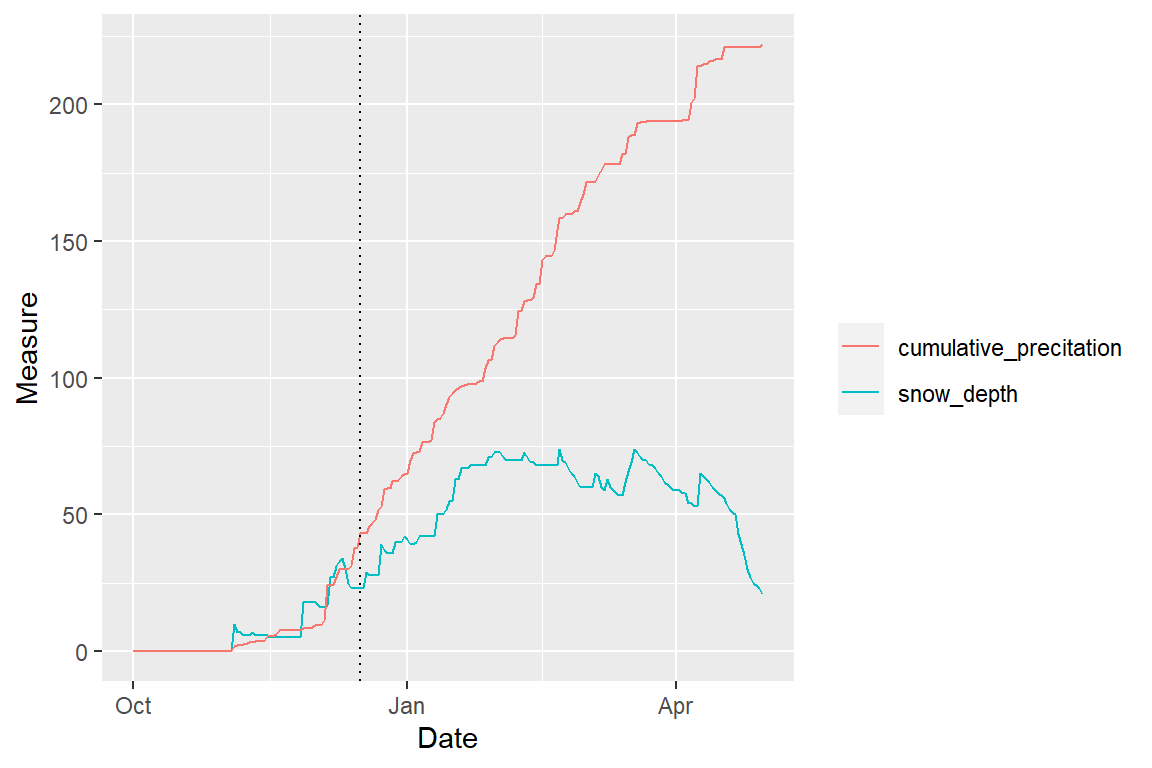 200
150
100
50
0
Measure
Oct
Jan
Apr
Date
cumulative_precitation
snow_depth